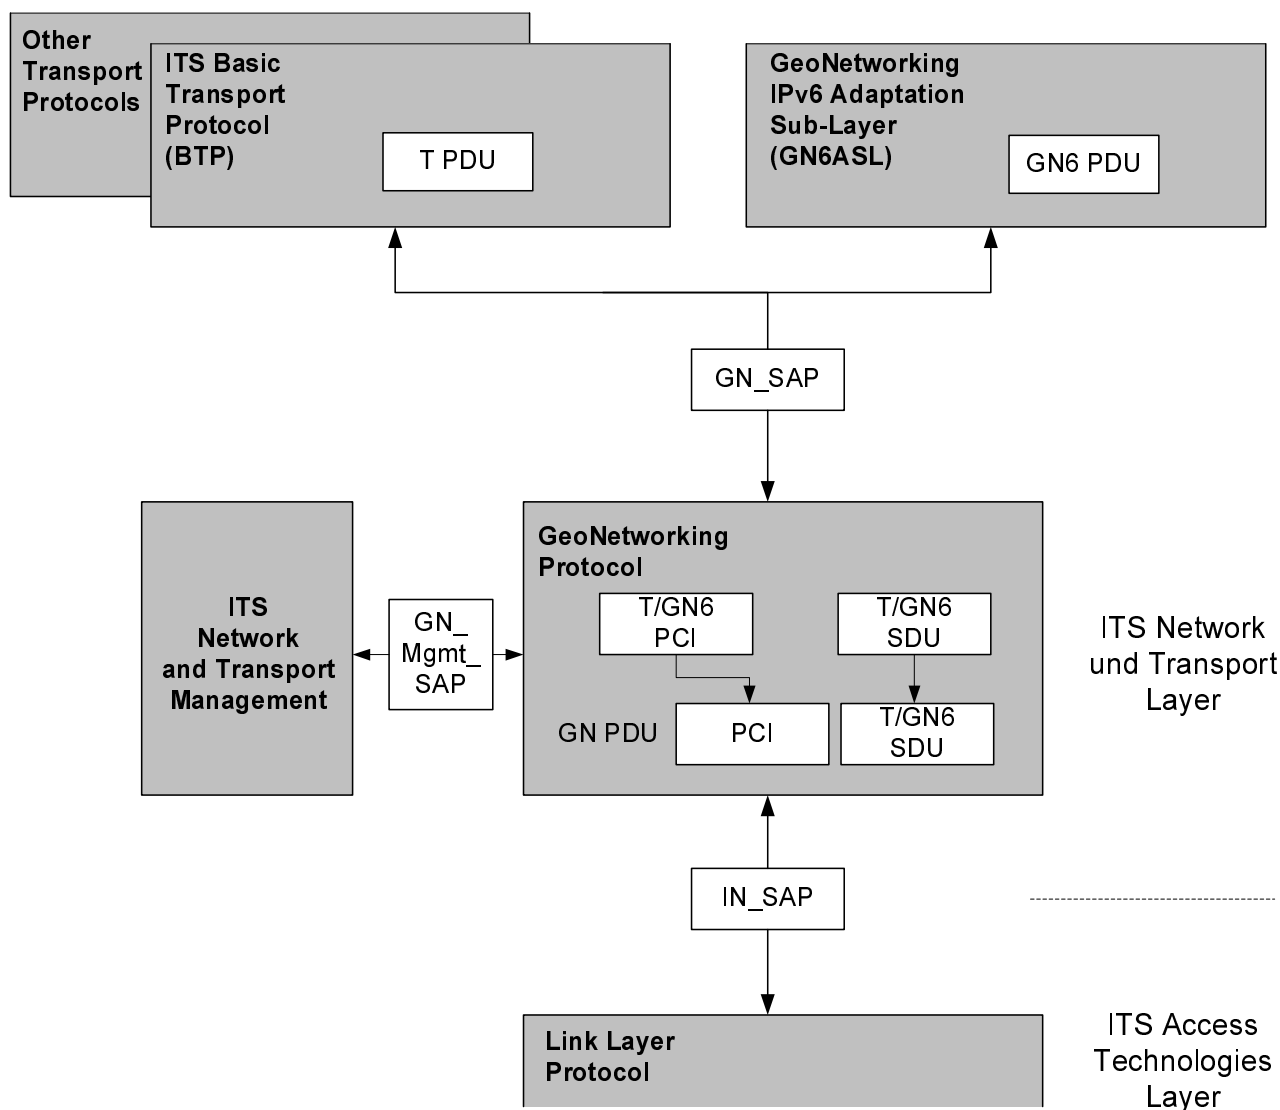 Other
Transport
Protocols
ITS Basic
Transport
Protocol
(BTP)
T PDU
GeoNetworking
IPv6 Adaptation
Sub-Layer
(GN6ASL)
GN6 PDU
GN_SAP
ITS
Network
and Transport
Management
GN_
Mgmt_
SAP
GeoNetworking
Protocol
T/GN6
PCI
T/GN6
SDU
GN PDU
PCI
T/GN6
SDU
ITS Network
und Transport
Layer
IN_SAP
Link Layer
Protocol
ITS Access
Technologies
Layer